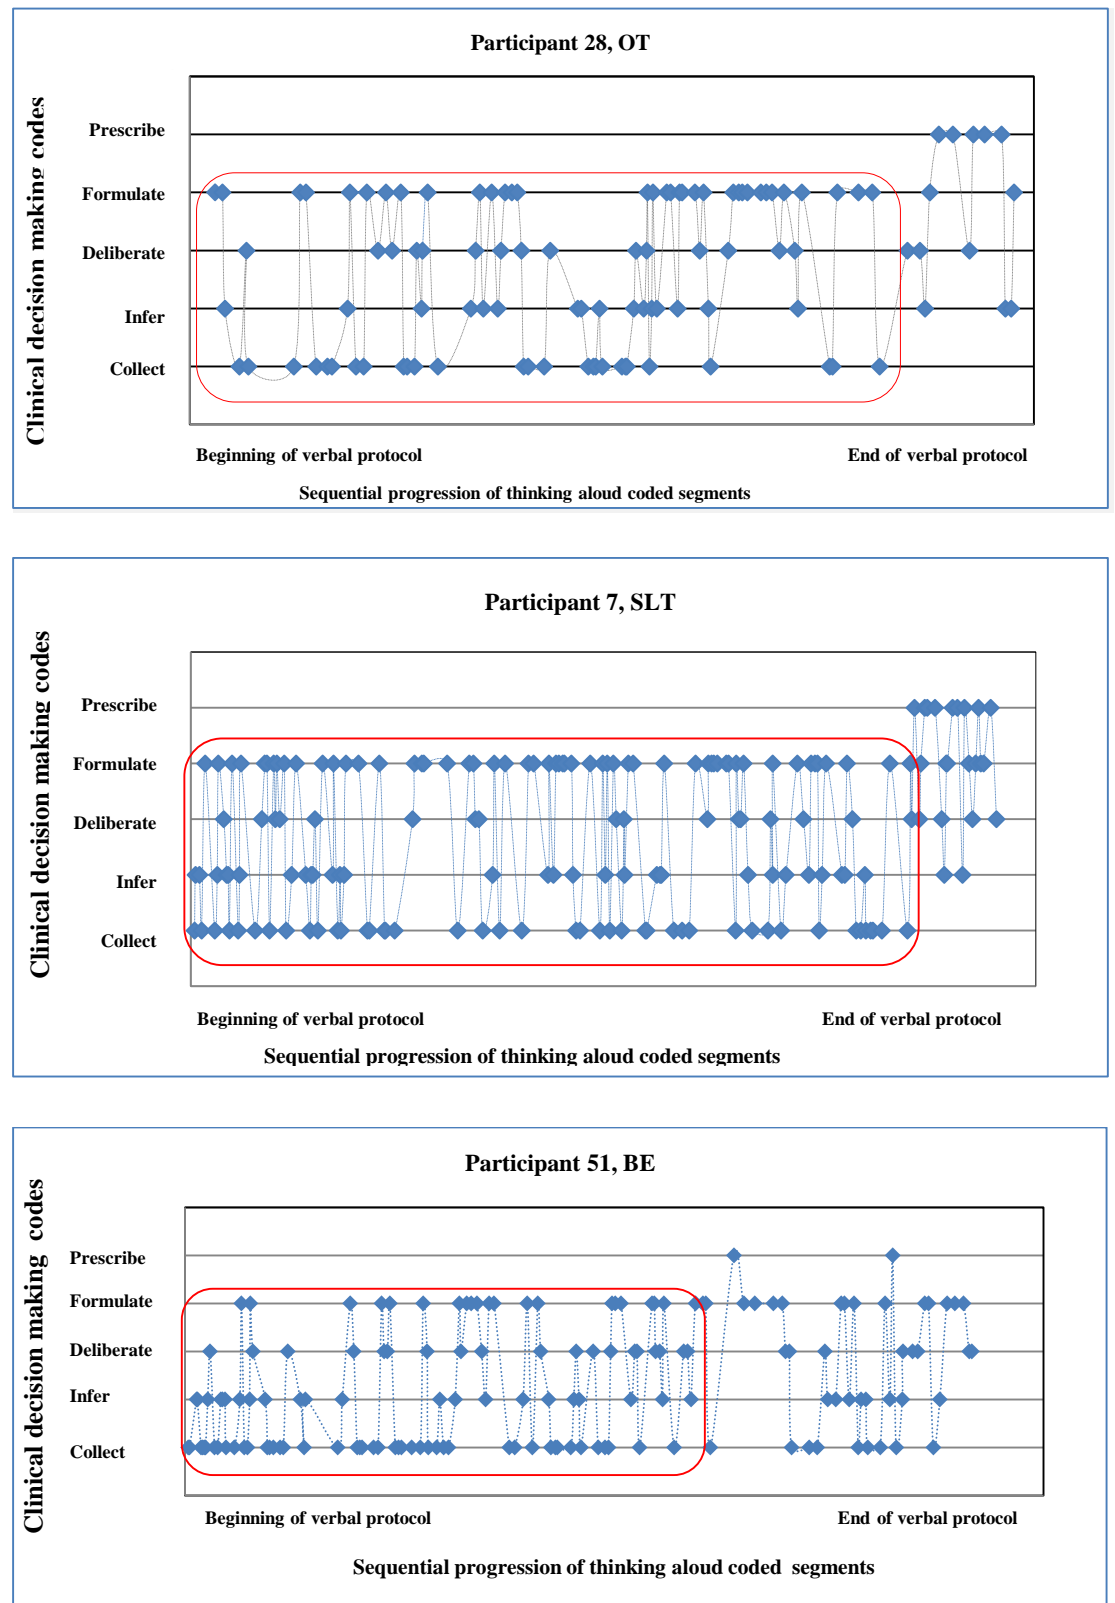 Participant 28, OT
Clinical decision making codes
Prescribe
Formulate
Deliberate
Infer
Collect
Beginning of verbal protocol
End of verbal protocol
Sequential progression of thinking aloud coded segments
Participant 7, SLT
Clinical decision making codes
Prescribe
Formulate
Deliberate
Infer
Collect
Beginning of verbal protocol
End of verbal protocol
Sequential progression of thinking aloud coded segments
Participant 51, BE
Clinical decision making codes
Prescribe
Formulate
Deliberate
Infer
Collect
Beginning of verbal protocol
End of verbal protocol
Sequential progression of thinking aloud coded segments